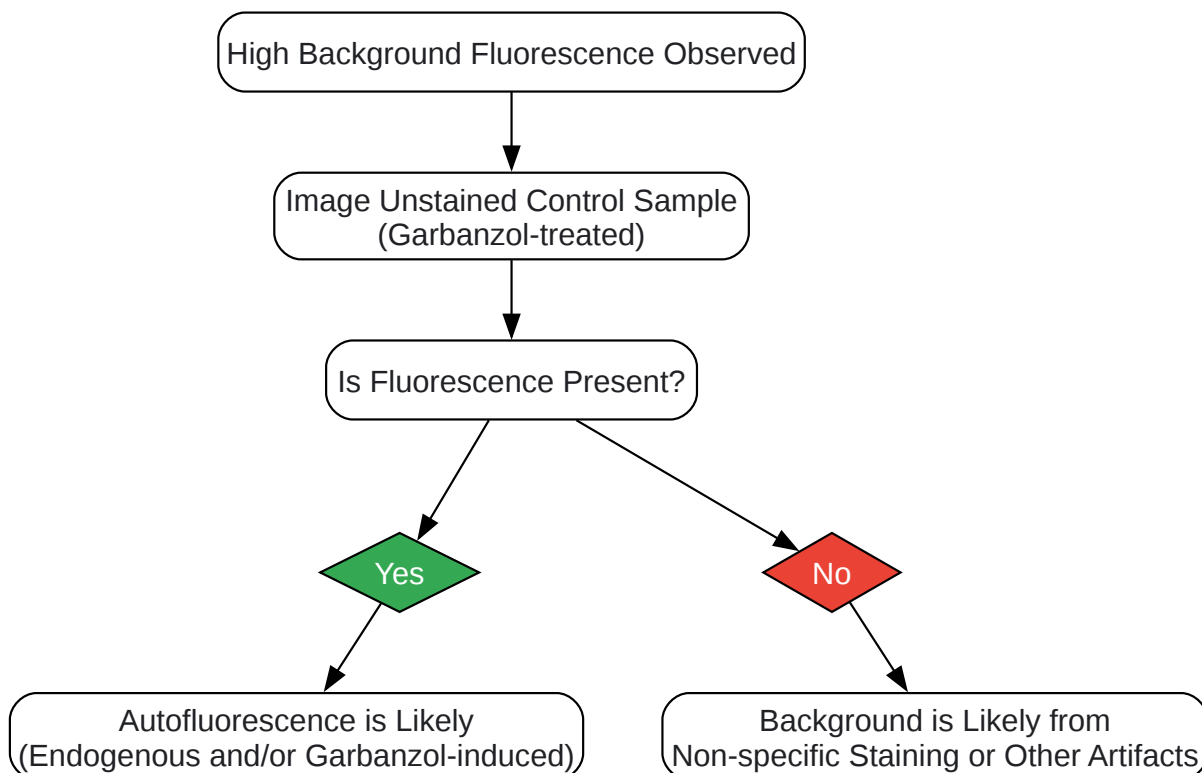 High Background Fluorescence Observed
Image Unstained Control Sample
(Garbanzol-treated)
Is Fluorescence Present?
Yes
No
Autofluorescence is Likely
(Endogenous and/or Garbanzol-induced)
Background is Likely from
Non-specific Staining or Other Artifacts